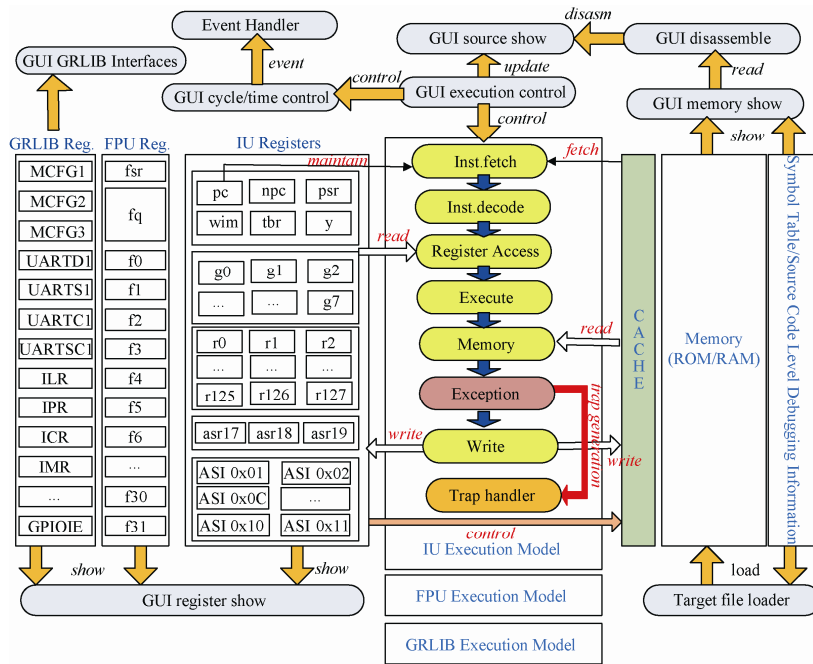 Event Handler
GUI source show
disasm
GUI disassemble
GUI GRLIB Interfaces
event
control
update
read
GUI cycle/time control
GUI execution control
GUI memory show
control
show
GRLIB Reg.
FPU Reg.
IU Registers
MCFG1
MCFG2
MCFG3
UARTD1
UARTS1
UARTC1
UARTSC1
ILR
IPR
ICR
IMR
...
GPIOIE
fsr
fq
f0
f1
f2
f3
f4
f5
f6
...
f30
f31
maintain
pc npc psr
wim tbr y
read
g0 g1 g2
... ... g7
r0 r1 r2
... ... ...
r125 r126 r127
asr17 asr18 asr19
write
ASI 0x01 ASI 0x02
ASI 0x0C ...
ASI 0x10 ASI 0x11
Inst.fetch
fetch
Inst.decode
Register Access
Execute
Memory
read
Exception
trap generation
Write
write
Trap handler
control
IU Execution Model
FPU Execution Model
GRLIB Execution Model
CACHE
Memory
(ROM/RAM)
Symbol Table/Source Code Level Debugging Information
show
show
load
GUI register show
Target file loader